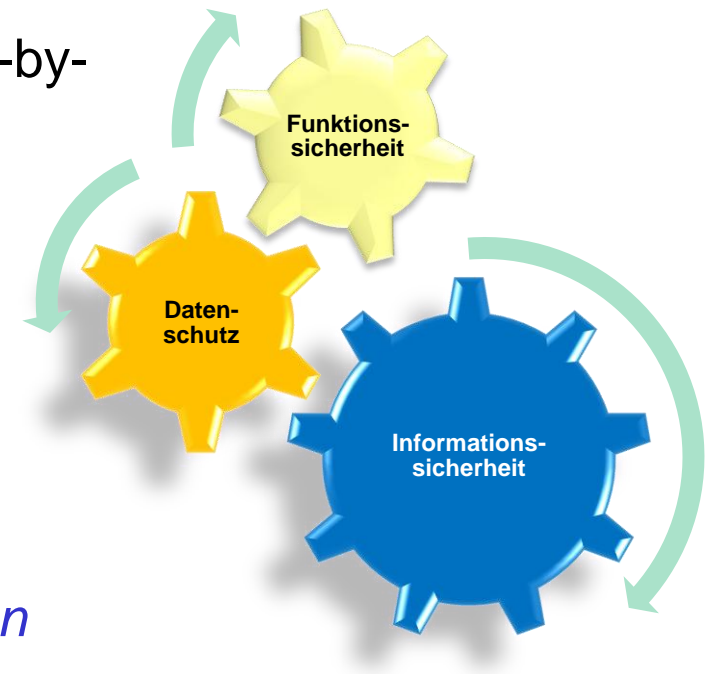 -by-
Funktions-
sicherheit
Daten-
schutz
Informations-
sicherheit
n